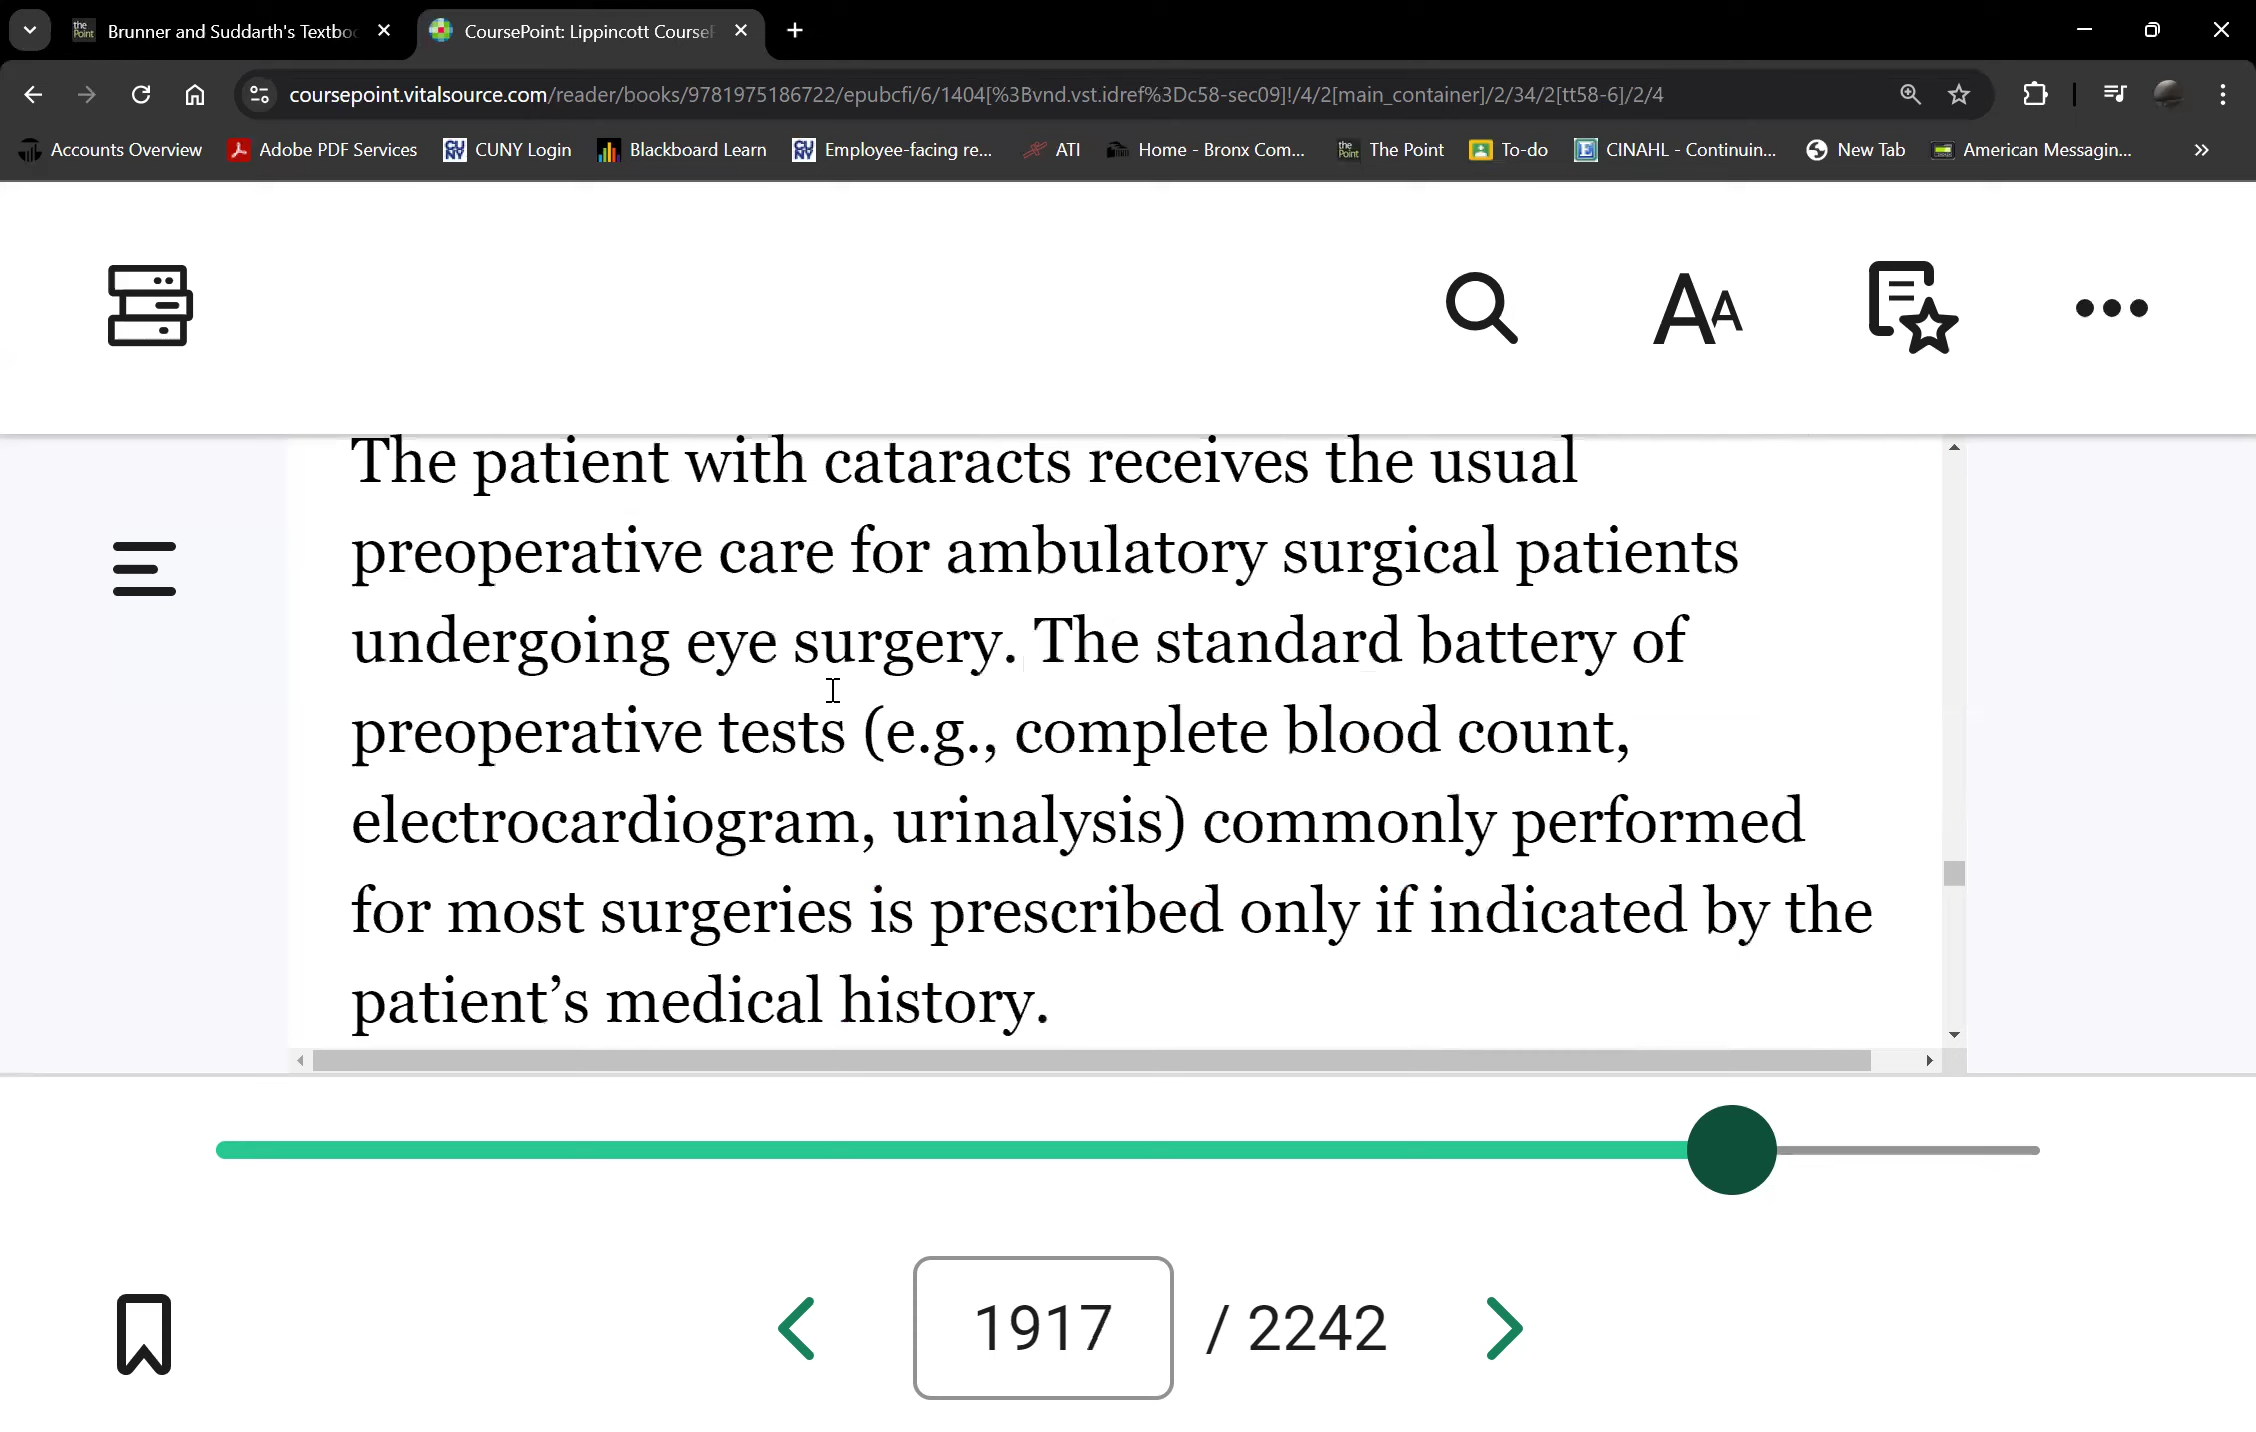 the Point
Brunner and Suddarth's Textbo
CoursePoint: Lippincott Course
coursepoint.vitalsource.com/reader/books/9781975186722/epubcfi/6/1404[%3Bvnd.vst.idref%3Dc58-sec09]!/4/2[main_container]/2/34/2[tt58-6]/2/4
Accounts Overview
Adobe PDF Services
CUNY Login
Blackboard Learn
Employee-facing re...
ATI
Home - Bronx Com...
the Point
The Point
To-do
CINAHL - Continuin...
New Tab
American Messagin...
AA
The patient with cataracts receives the usual
preoperative care for ambulatory surgical patients
undergoing eye surgery. The standard battery of
preoperative tests (e.g., complete blood count,
electrocardiogram, urinalysis) commonly performed
for most surgeries is prescribed only if indicated by the
patient’s medical history.
1917 / 2242